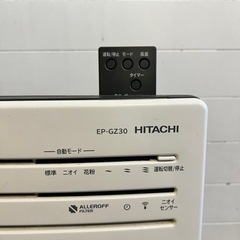 運転/停止 モード 風量
タイマー
EP-GZ30 HITACHI
自動モード
標準 ニオイ 花粉 運転切替/停止
ALLEROFF
FILTER
ニオイ
センサー